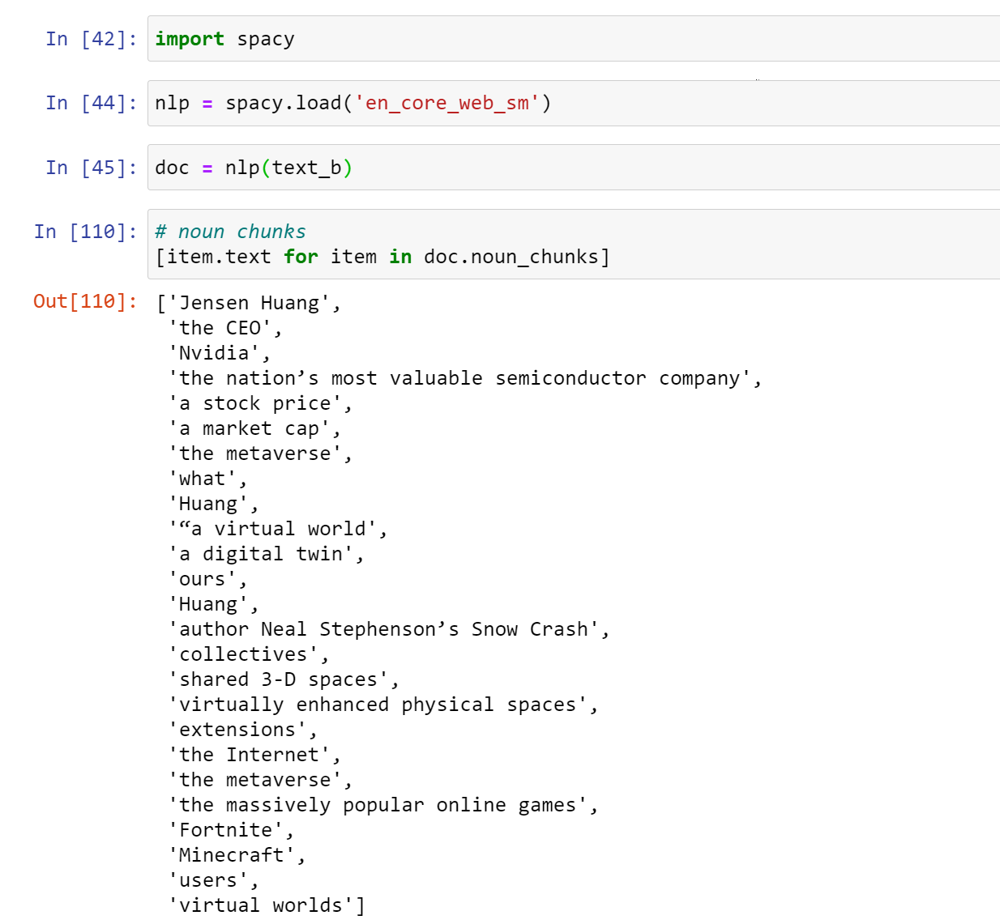 In [42]: import spacy
In [44]: nlp = spacy.load('en_core_web_sm')
In [45]: doc = nlp(text_b)
In [110]: # noun chunks
[item.text for item in doc.noun_chunks]
Out[110]: ['Jensen Huang',
'the CEO',
'Nvidia',
'the nation’s most valuable semiconductor company',
'a stock price',
'a market cap',
'the metaverse',
'what',
'Huang',
'“a virtual world',
'a digital twin',
'ours',
'Huang',
'author Neal Stephenson’s Snow Crash',
'collectives',
'shared 3-D spaces',
'virtually enhanced physical spaces',
'extensions',
'the Internet',
'the metaverse',
'the massively popular online games',
'Fortnite',
'Minecraft',
'users',
'virtual worlds']